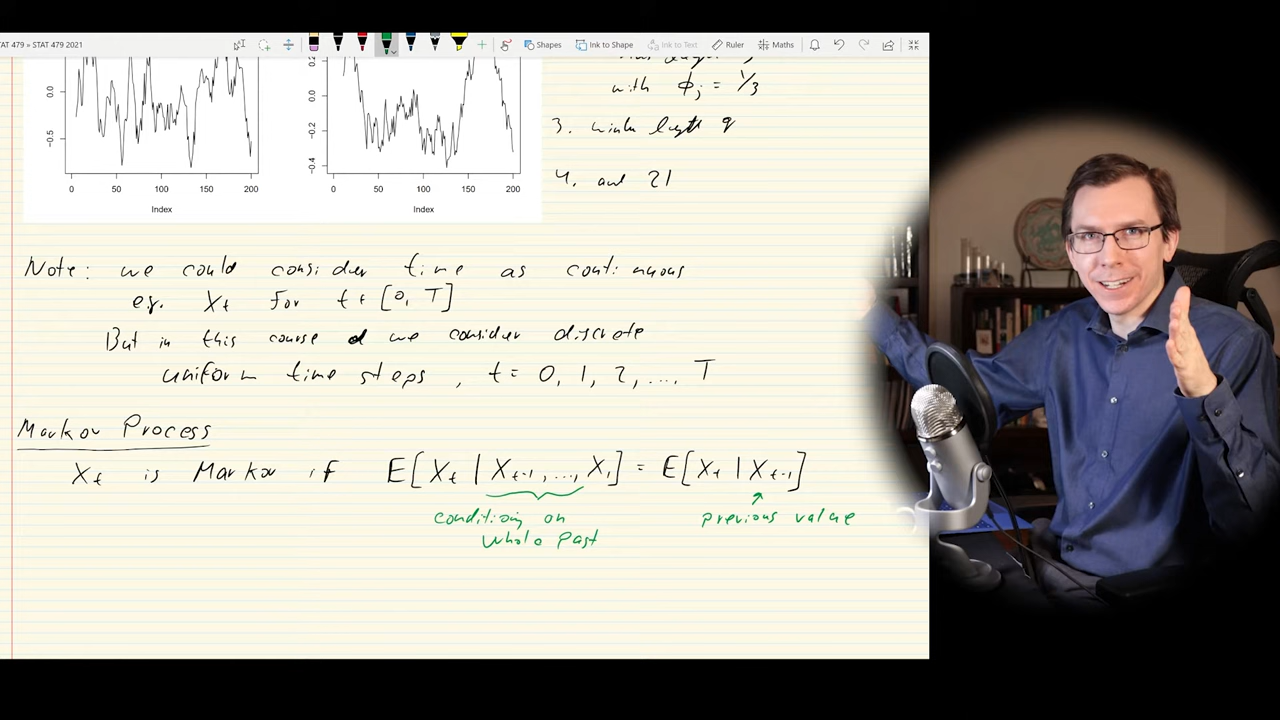 TAT 479 » STAT 479 2021
Shapes Ink to Shape Ink to Text Ruler Maths
0.0
-0.5
0 50 100 150 200
Index
0.2
0.0
-0.2
-0.4
0 50 100 150 200
Index
with ϕj = 1/3
3. window length 9
4. and 21
Note: we could consider time as continuous
eg. Xt for t ∈ [0, T]
But in this course we consider discrete
uniform time steps, t = 0, 1, 2, ..., T
Markov Process
Xt is Markov if E[Xt | Xt-1, ..., X1] = E[Xt | Xt-1]
conditioning on
whole past
previous value